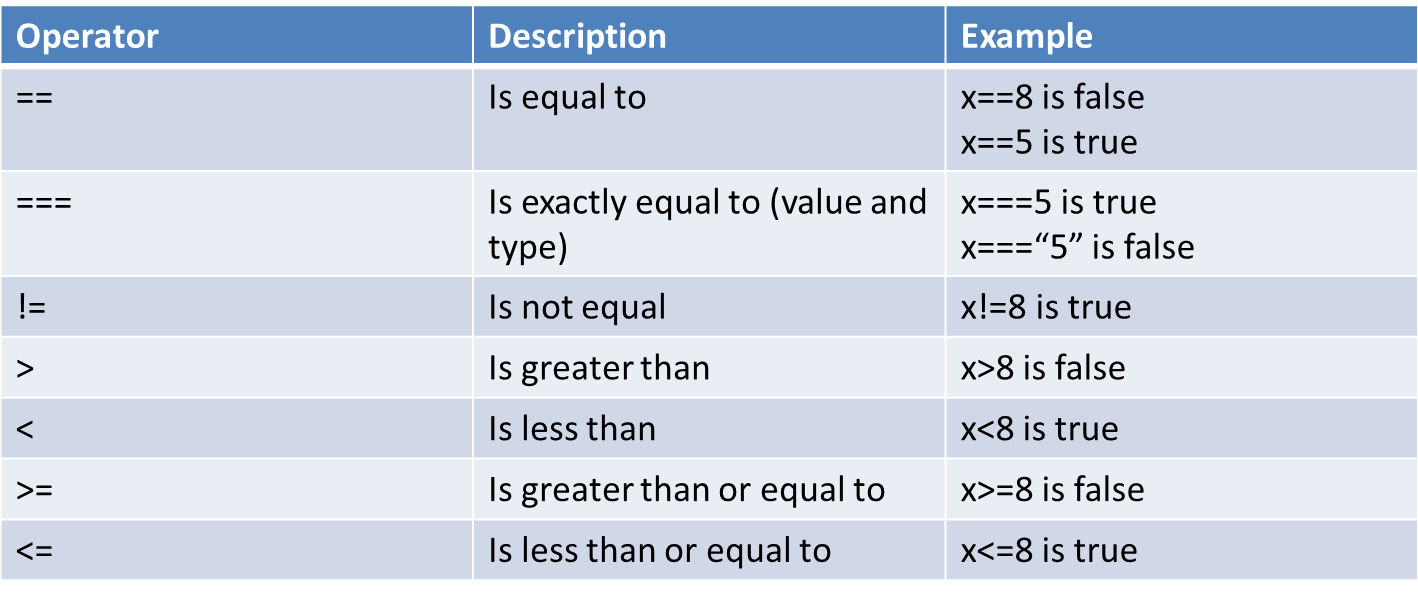 Operator Description Example
== Is equal to x==8 is false
x==5 is true
=== Is exactly equal to (value and x===5 is true
type) x===“5” is false
!= Is not equal x!=8 is true
> Is greater than x>8 is false
< Is less than x<8 is true
>= Is greater than or equal to x>=8 is false
<= Is less than or equal to x<=8 is true